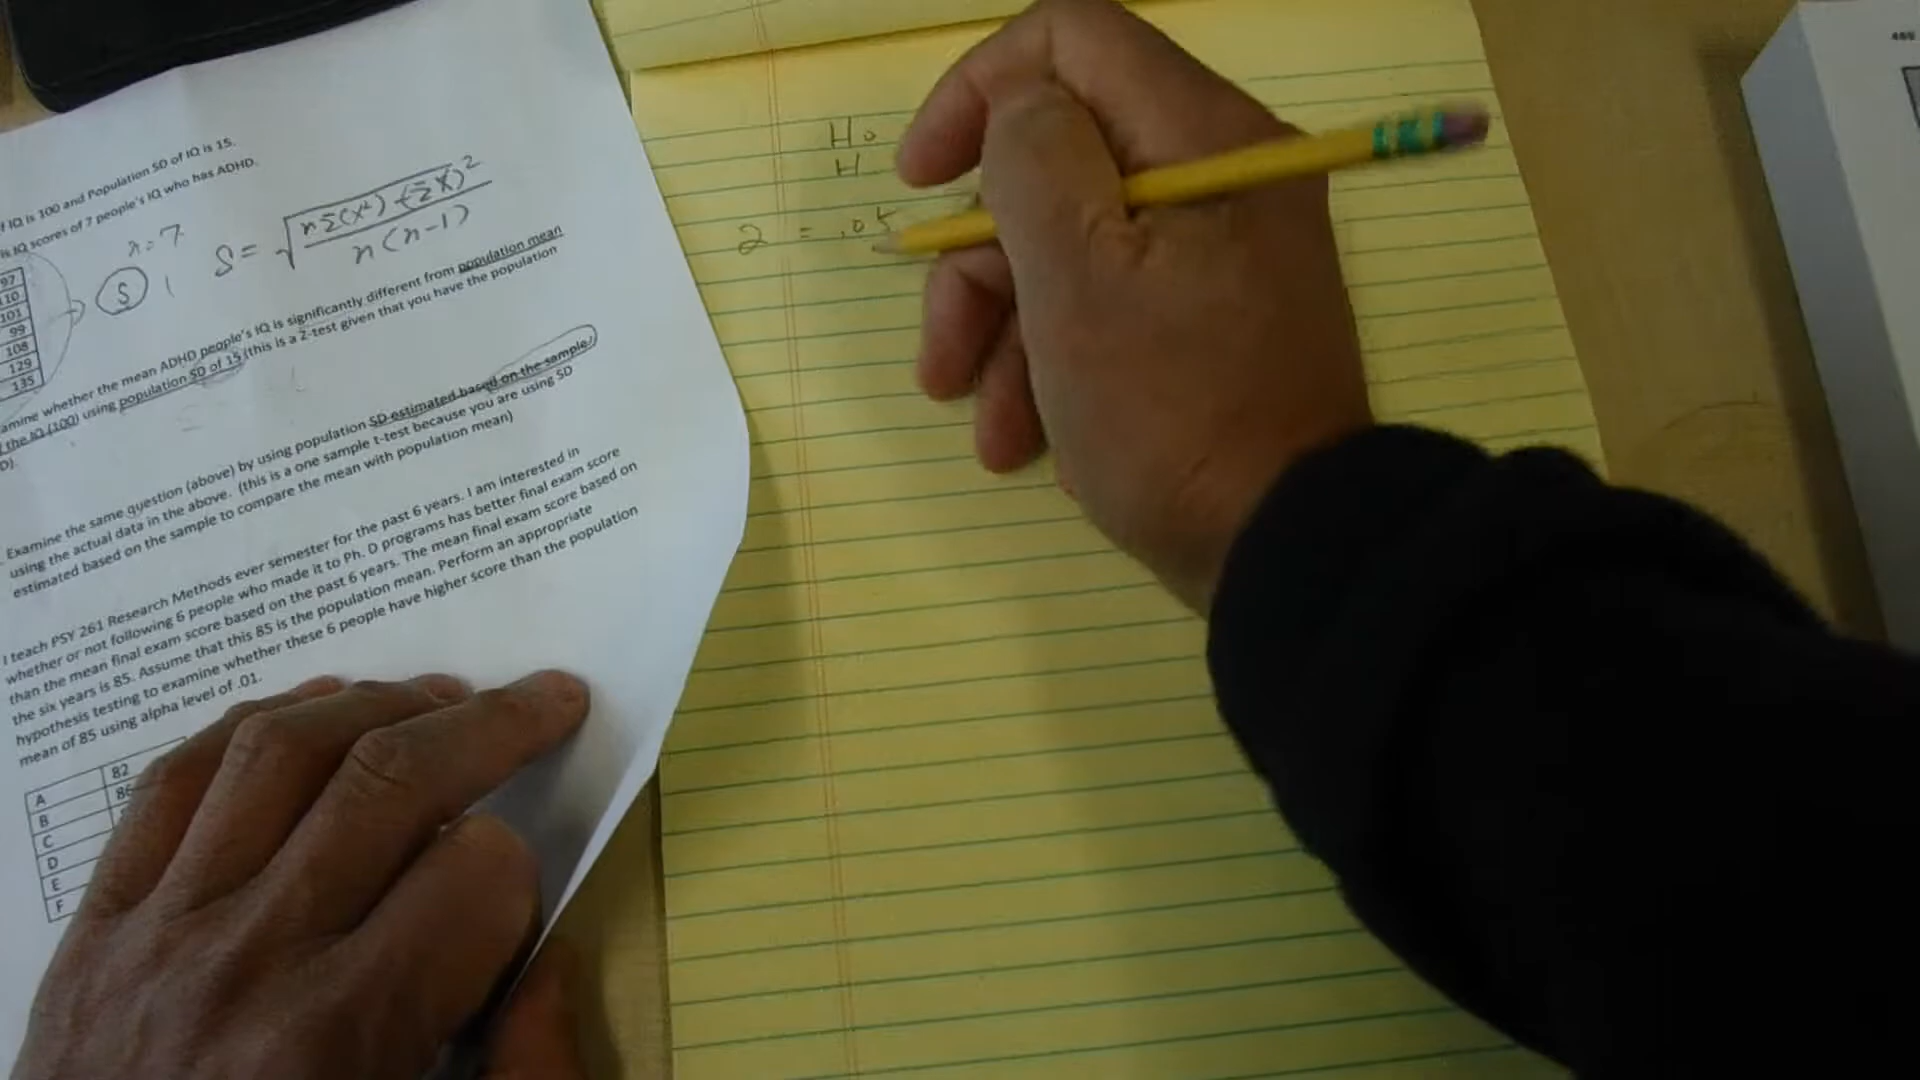 f IQ is 100 and Population SD of IQ is 15.
is IQ scores of 7 people's IQ who has ADHD.
n=7
S = √ nΣ(X²) - (ΣX)² / n(n-1)
S
97
110
101
99
108
129
135
amine whether the mean ADHD people's IQ is significantly different from population mean
f the IQ (100) using population SD of 15 (this is a Z-test given that you have the population
D).
Examine the same question (above) by using population SD estimated based on the sample
using the actual data in the above. (this is a one sample t-test because you are using SD
estimated based on the sample to compare the mean with population mean)
I teach PSY 261 Research Methods ever semester for the past 6 years. I am interested in
whether or not following 6 people who made it to Ph. D programs has better final exam score
than the mean final exam score based on the past 6 years. The mean final exam score based on
the six years is 85. Assume that this 85 is the population mean. Perform an appropriate
hypothesis testing to examine whether these 6 people have higher score than the population
mean of 85 using alpha level of .01.
A 82
B 86
C
D
E
F
Ho
H
2 = .05